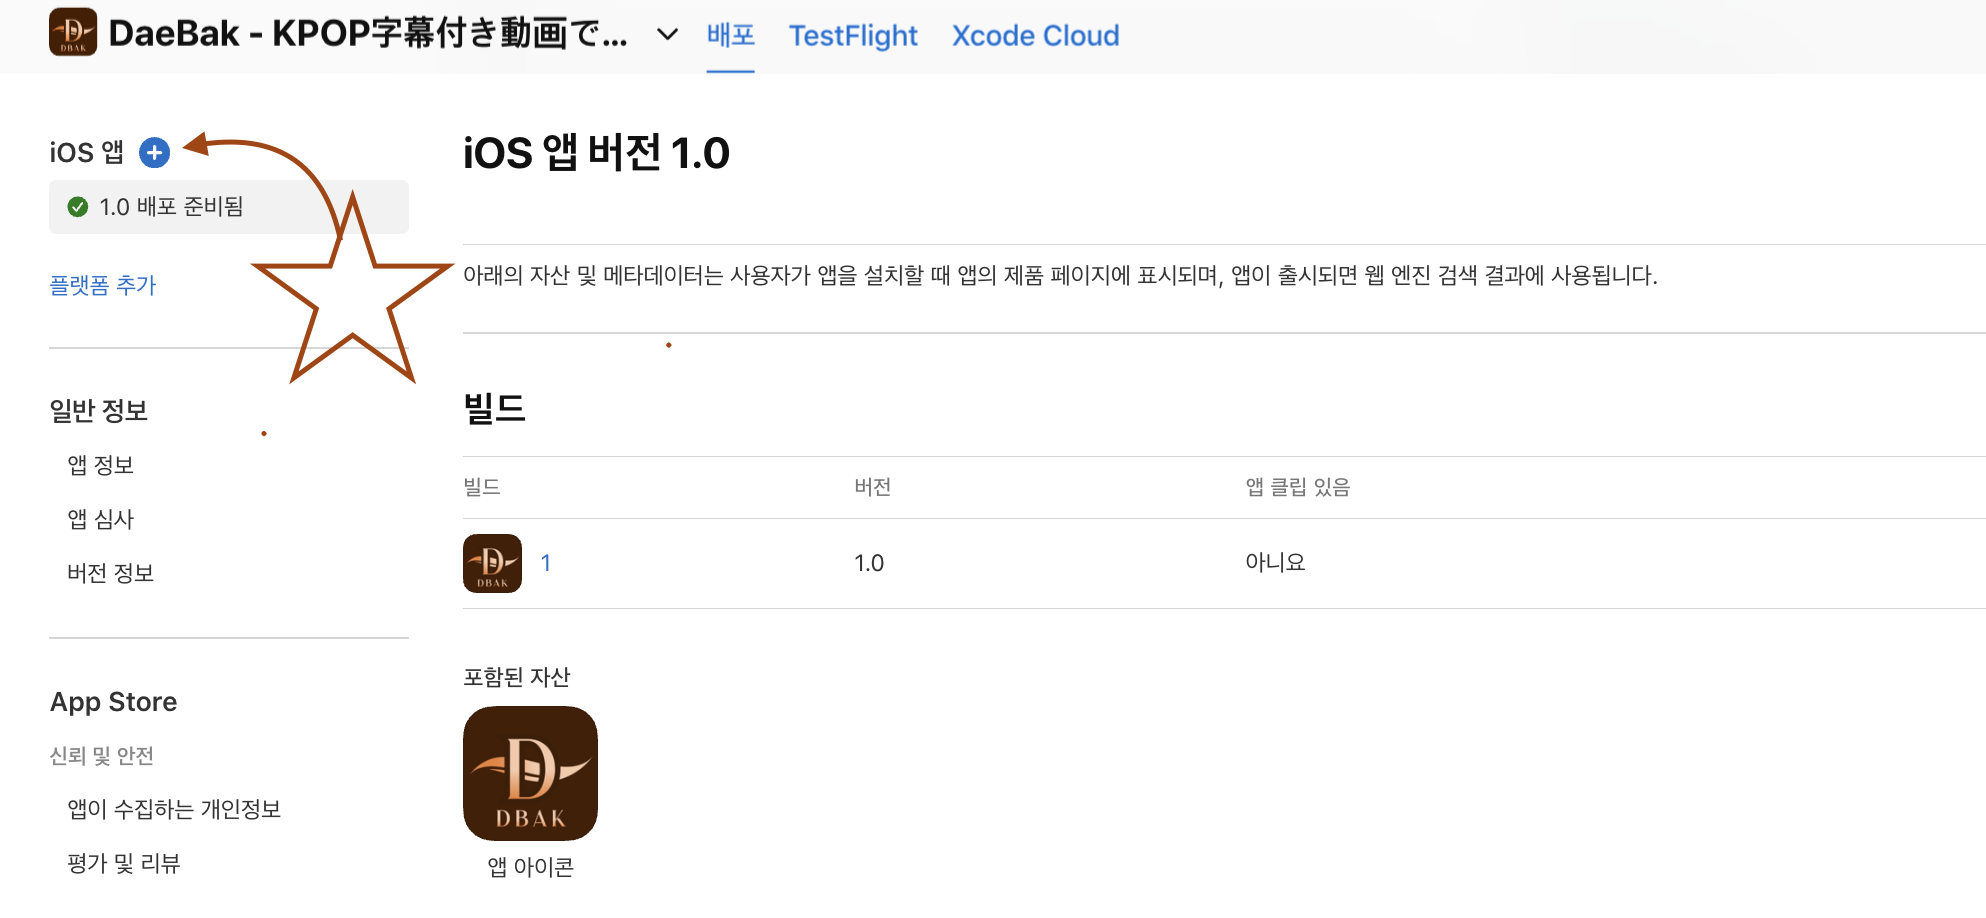 DaeBak - KPOP字幕付き動画で...
배포
TestFlight
Xcode Cloud
iOS 앱
1.0 배포 준비됨
플랫폼 추가
일반 정보
앱 정보
앱 심사
버전 정보
App Store
신뢰 및 안전
앱이 수집하는 개인정보
평가 및 리뷰
iOS 앱 버전 1.0
아래의 자산 및 메타데이터는 사용자가 앱을 설치할 때 앱의 제품 페이지에 표시되며, 앱이 출시되면 웹 엔진 검색 결과에 사용됩니다.
빌드
빌드 버전 앱 클립 있음
DBAK 1 1.0 아니요
포함된 자산
DBAK
앱 아이콘